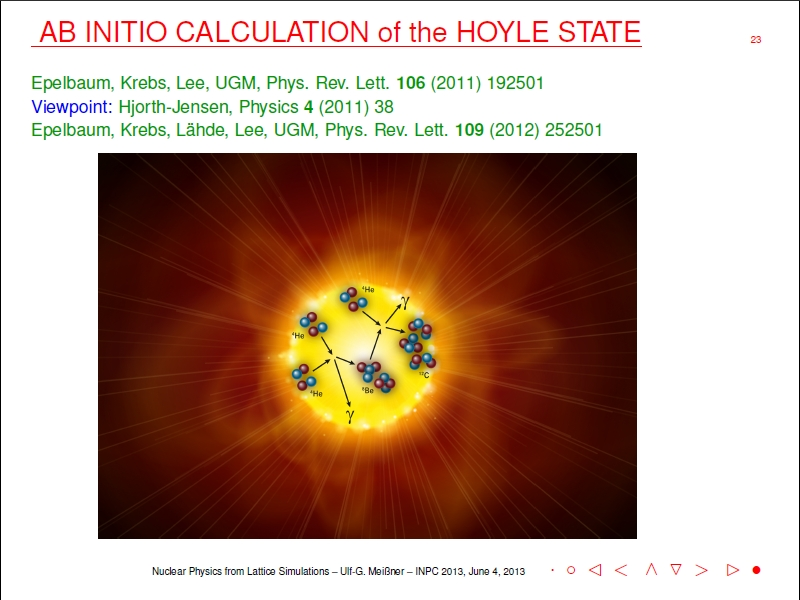 AB INITIO CALCULATION of the HOYLE STATE
23
Epelbaum, Krebs, Lee, UGM, Phys. Rev. Lett. 106 (2011) 192501
Viewpoint: Hjorth-Jensen, Physics 4 (2011) 38
Epelbaum, Krebs, Lähde, Lee, UGM, Phys. Rev. Lett. 109 (2012) 252501
⁴He
γ
⁴He
⁴He
⁸Be
¹²C
γ
Nuclear Physics from Lattice Simulations – Ulf-G. Meißner – INPC 2013, June 4, 2013